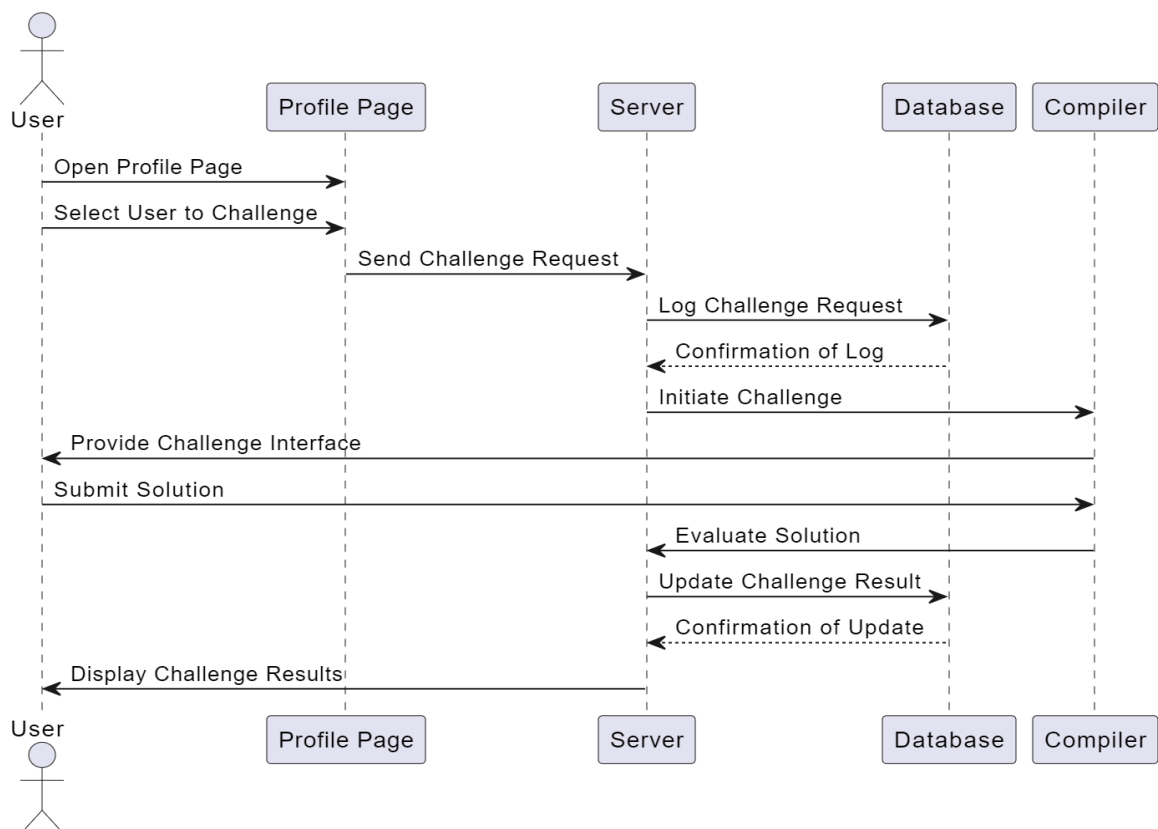 User
Profile Page
Server
Database
Compiler
Open Profile Page
Select User to Challenge
Send Challenge Request
Log Challenge Request
Confirmation of Log
Initiate Challenge
Provide Challenge Interface
Submit Solution
Evaluate Solution
Update Challenge Result
Confirmation of Update
Display Challenge Results
User
Profile Page
Server
Database
Compiler